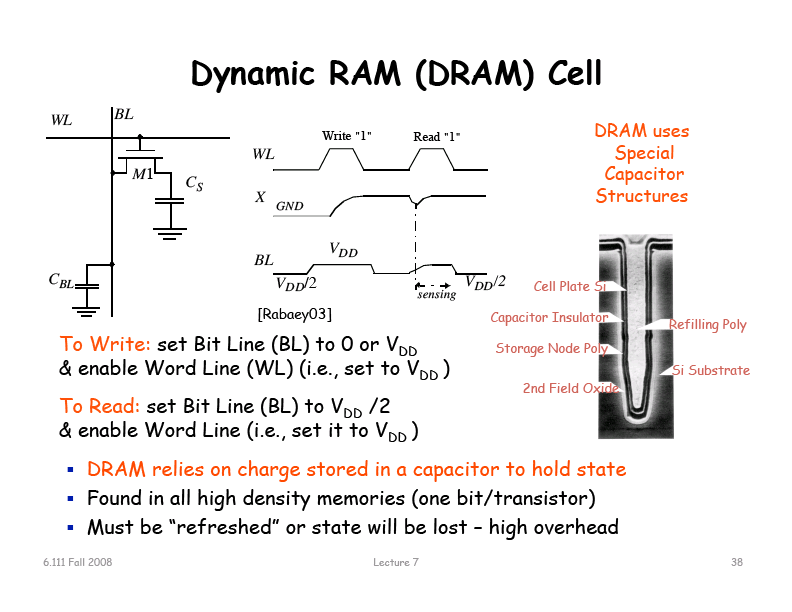 Dynamic RAM (DRAM) Cell
WL
BL
M1
CS
CBL
Write "1"
Read "1"
WL
X
GND
BL
VDD
VDD/2
VDD/2
sensing
[Rabaey03]
DRAM uses
Special
Capacitor
Structures
Cell Plate Si
Capacitor Insulator
Refilling Poly
Storage Node Poly
Si Substrate
2nd Field Oxide
To Write: set Bit Line (BL) to 0 or VDD
& enable Word Line (WL) (i.e., set to VDD )
To Read: set Bit Line (BL) to VDD /2
& enable Word Line (i.e., set it to VDD )
▪ DRAM relies on charge stored in a capacitor to hold state
▪ Found in all high density memories (one bit/transistor)
▪ Must be “refreshed” or state will be lost – high overhead
6.111 Fall 2008
Lecture 7
38